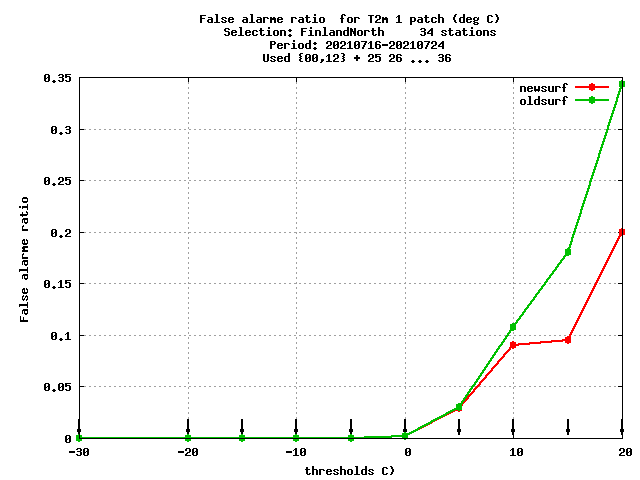 False alarme ratio  for T2m 1 patch (deg C)
Selection: FinlandNorth     34 stations
Period: 20210716-20210724
Used {00,12} + 25 26 ... 36
newsurf
oldsurf
0.35
0.3
0.25
0.2
0.15
0.1
0.05
0
False alarme ratio
-30 -20 -10 0 10 20
thresholds C)